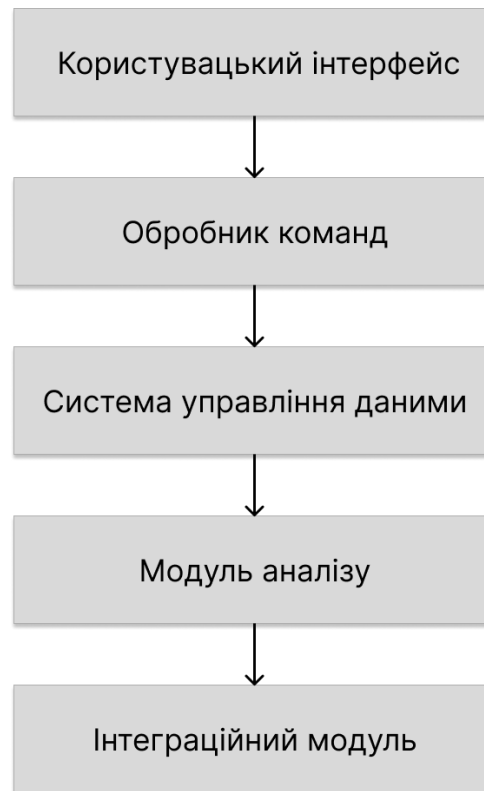 Користувацький інтерфейс
Обробник команд
Система управління даними
Модуль аналізу
Інтеграційний модуль